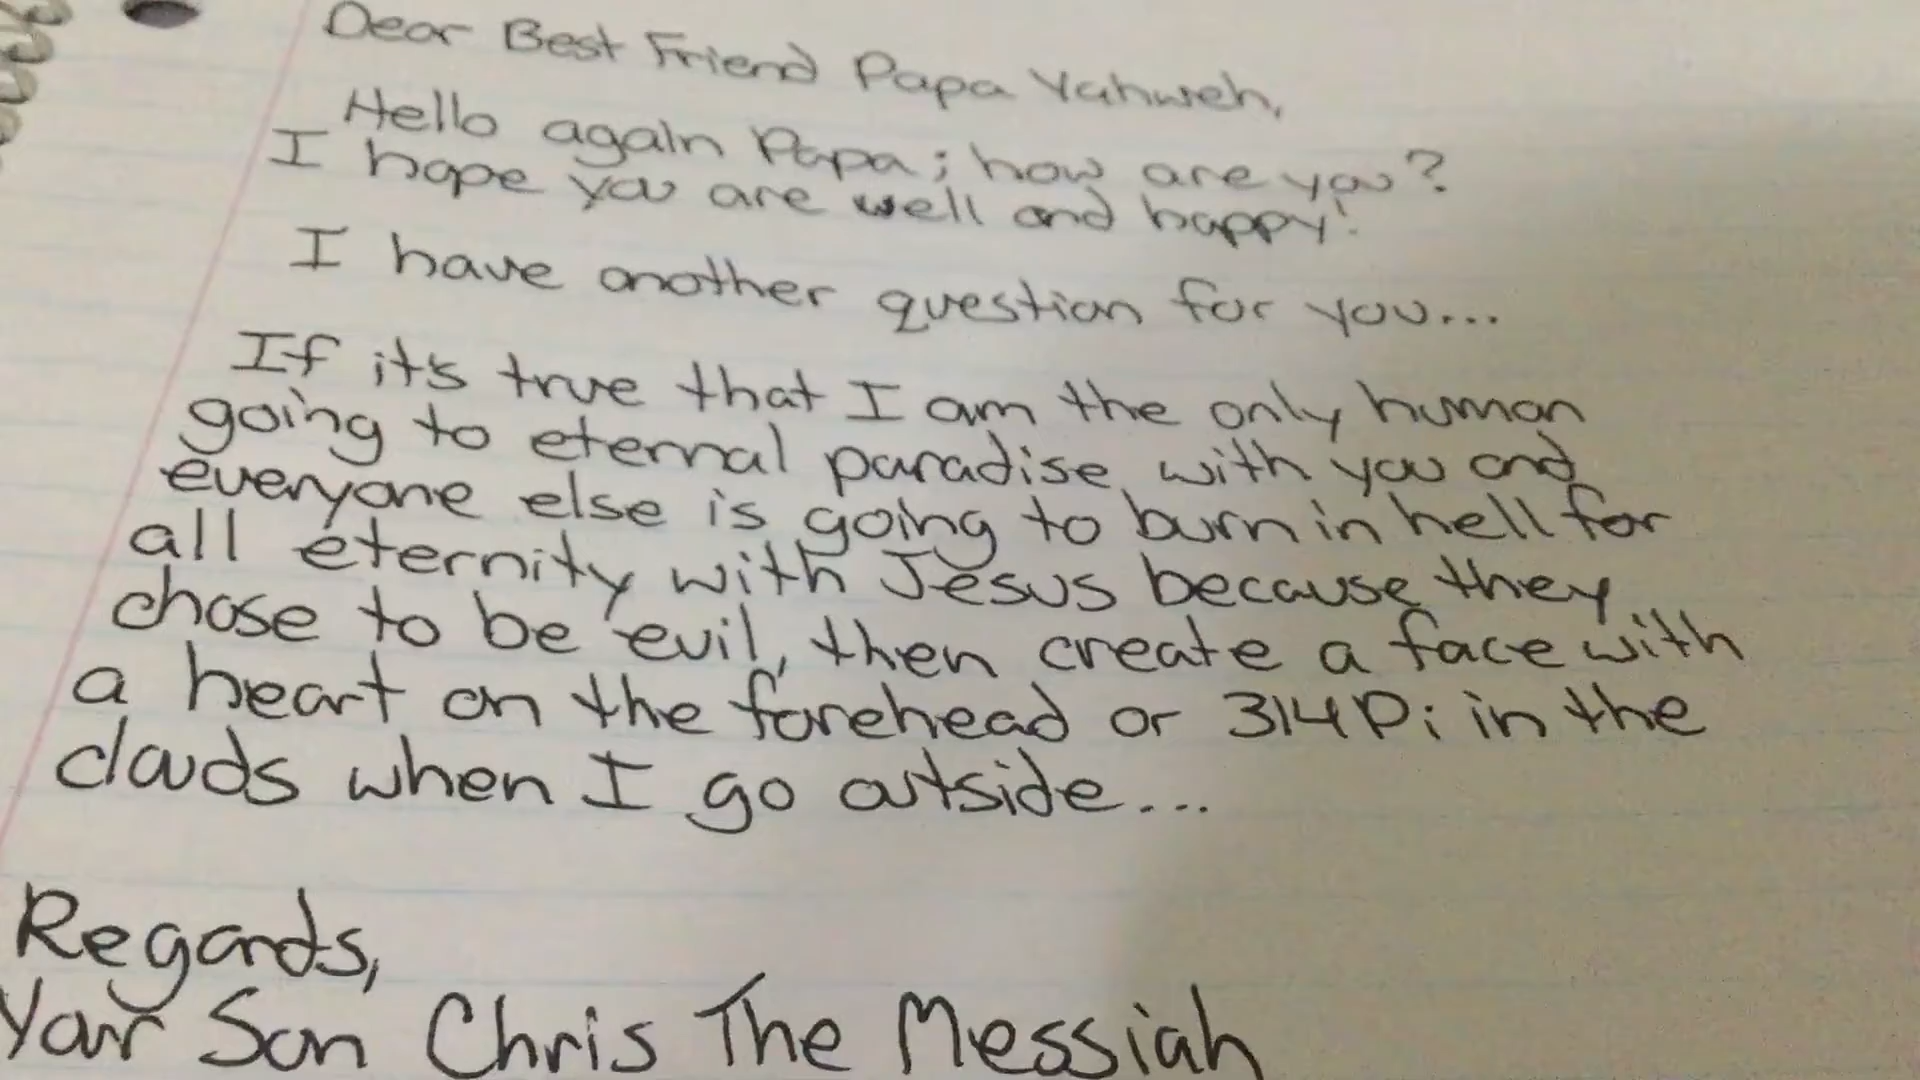 Dear Best Friend Papa Yahweh,
Hello again Papa; how are you?
I hope you are well and happy!
I have another question for you...
If it's true that I am the only human
going to eternal paradise with you and
everyone else is going to burn in hell for
all eternity with Jesus because they
chose to be evil, then create a face with
a heart on the forehead or 314Pi in the
clouds when I go outside...
Regards,
Your Son Chris The Messiah